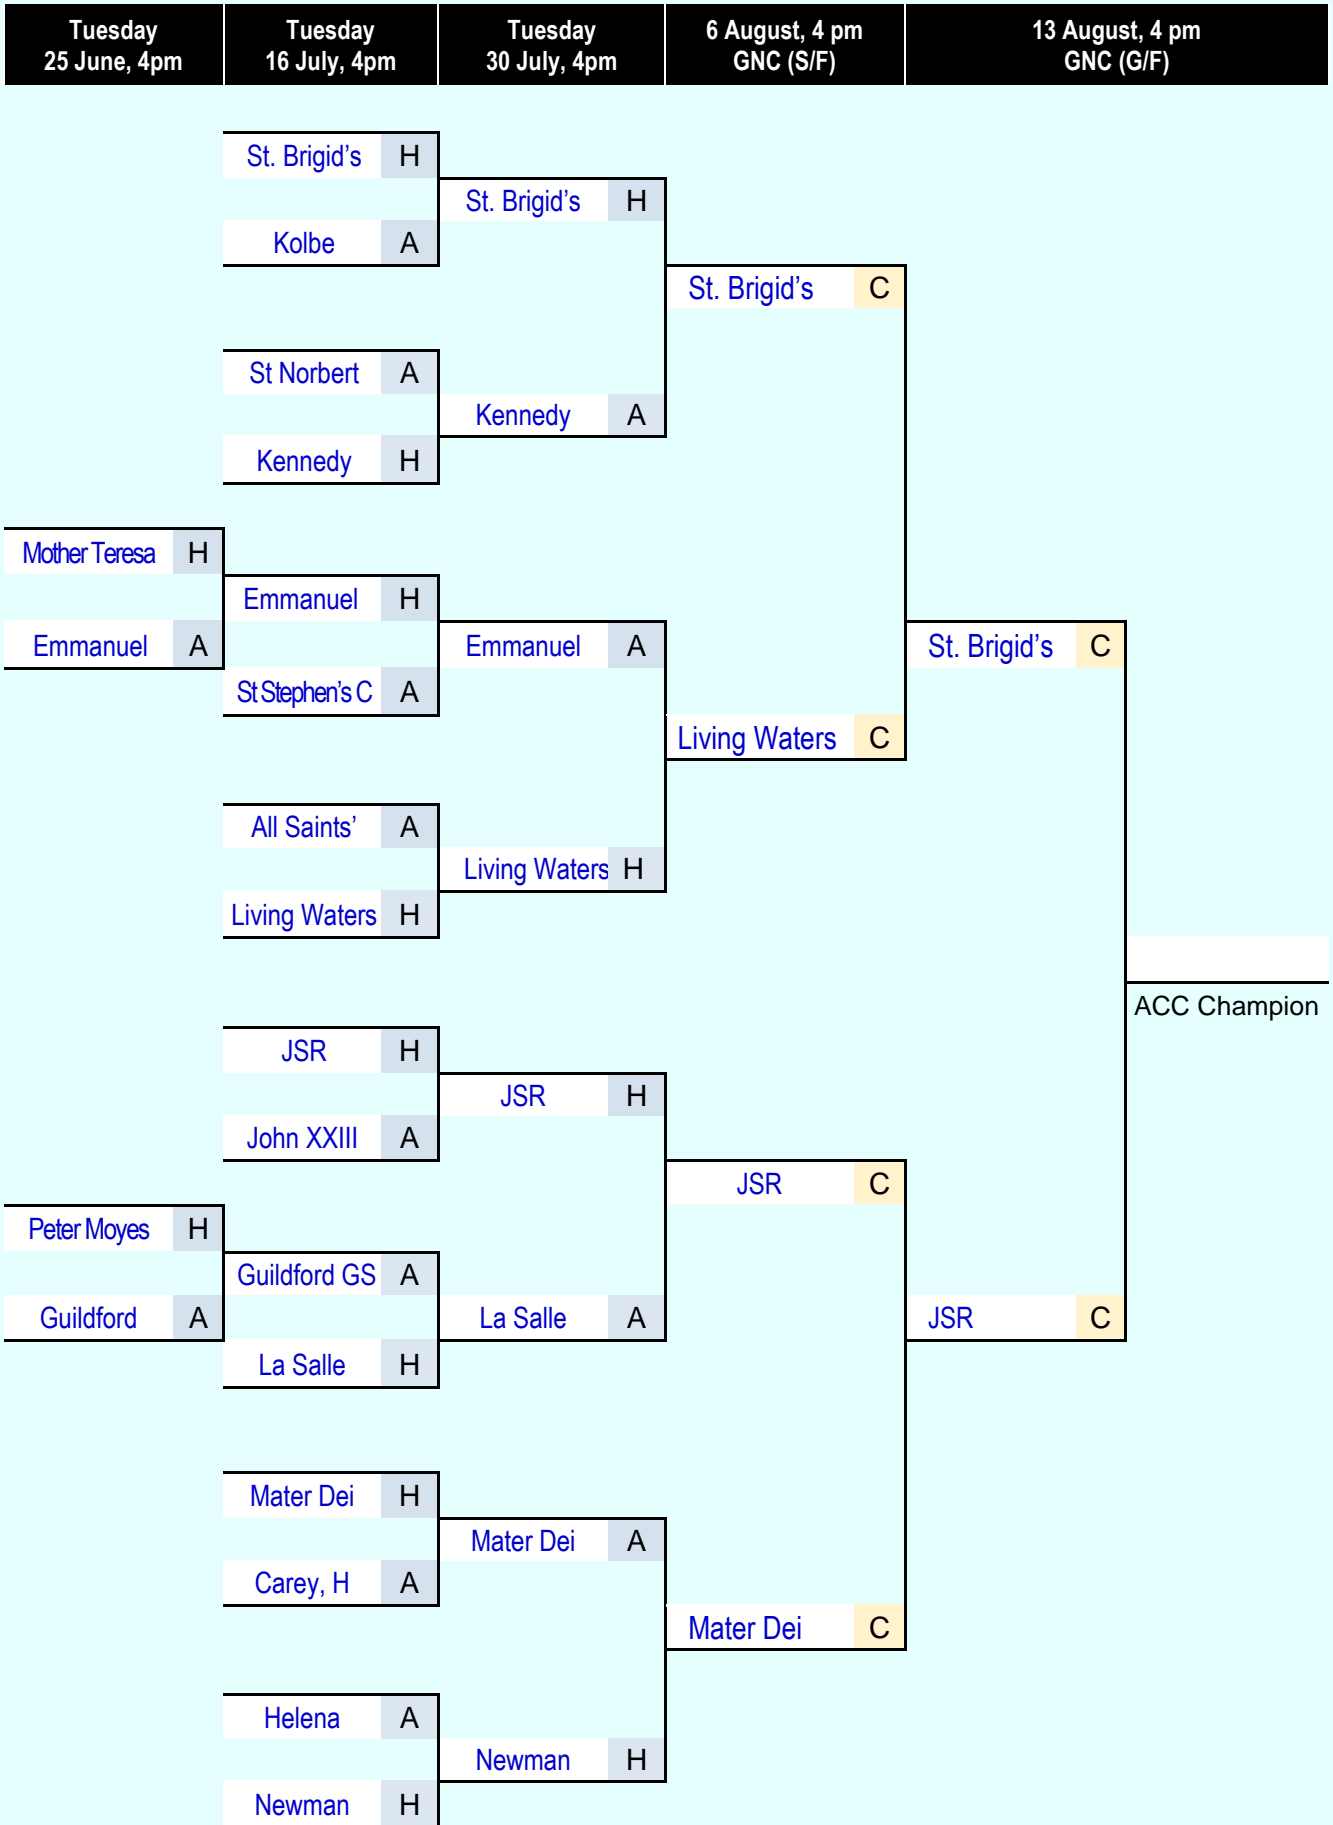 Tuesday
25 June, 4pm
Tuesday
16 July, 4pm
Tuesday
30 July, 4pm
6 August, 4 pm
GNC (S/F)
13 August, 4 pm
GNC (G/F)
St. Brigid's H
St. Brigid's H
Kolbe A
St. Brigid's C
St Norbert A
Kennedy A
Kennedy H
Mother Teresa H
Emmanuel H
Emmanuel A
Emmanuel A
St. Brigid's C
St Stephen's C A
Living Waters C
All Saints' A
Living Waters H
Living Waters H
ACC Champion
JSR H
JSR H
John XXIII A
JSR C
Peter Moyes H
Guildford GS A
Guildford A
La Salle A
JSR C
La Salle H
Mater Dei H
Mater Dei A
Carey, H A
Mater Dei C
Helena A
Newman H
Newman H